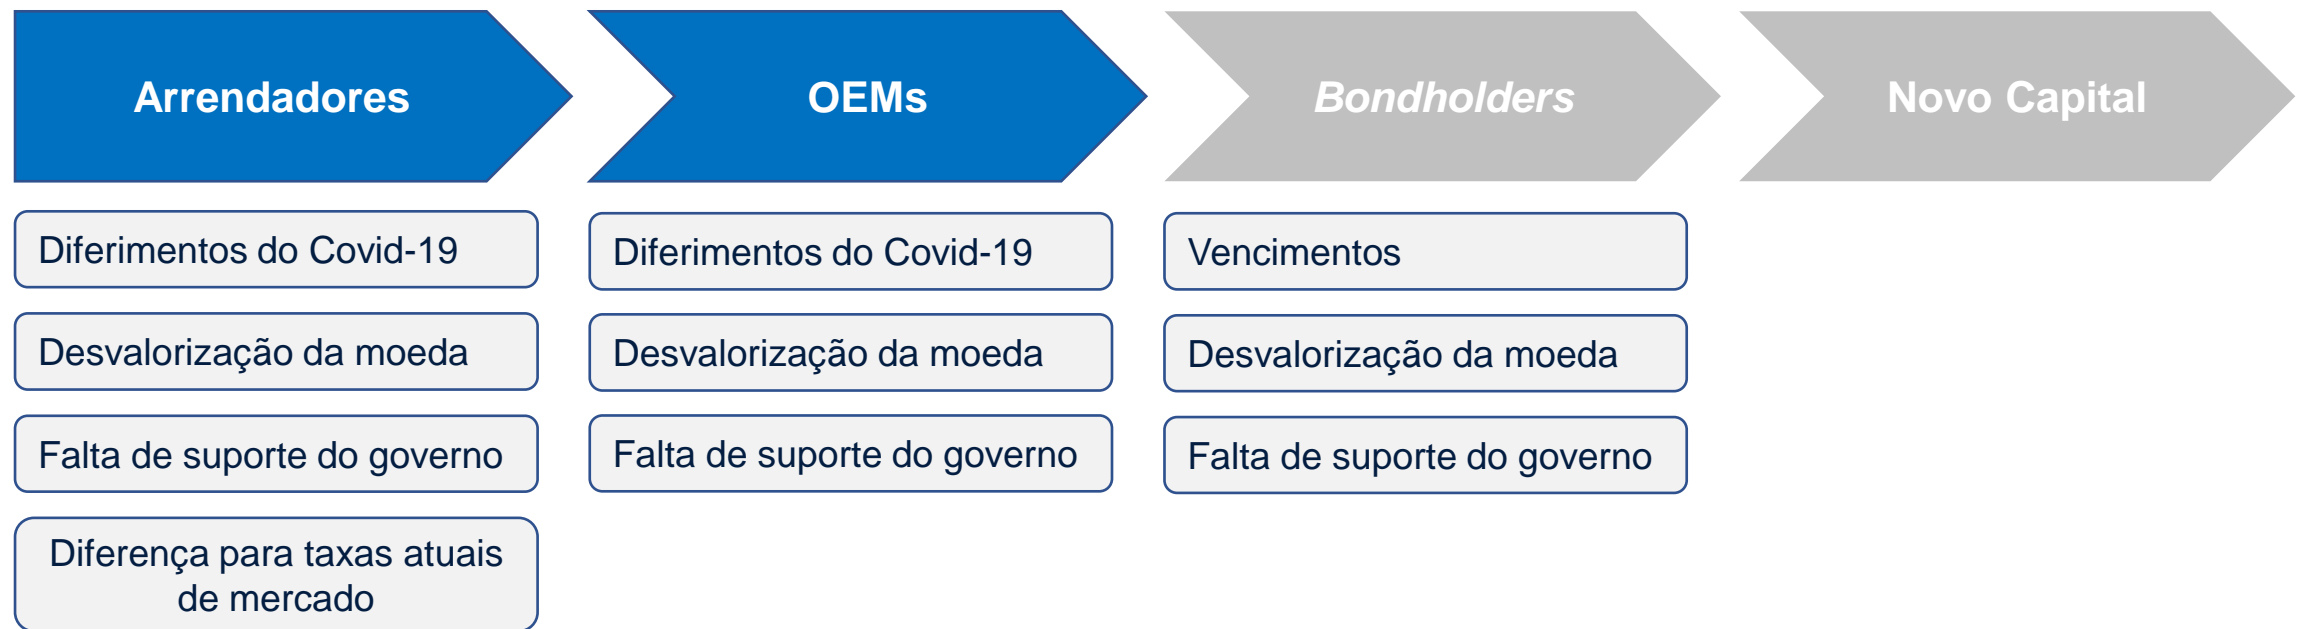 Arrendadores
OEMs
Bondholders
Novo Capital
Diferimentos do Covid-19
Desvalorização da moeda
Falta de suporte do governo
Diferença para taxas atuais
de mercado
Diferimentos do Covid-19
Desvalorização da moeda
Falta de suporte do governo
Vencimentos
Desvalorização da moeda
Falta de suporte do governo